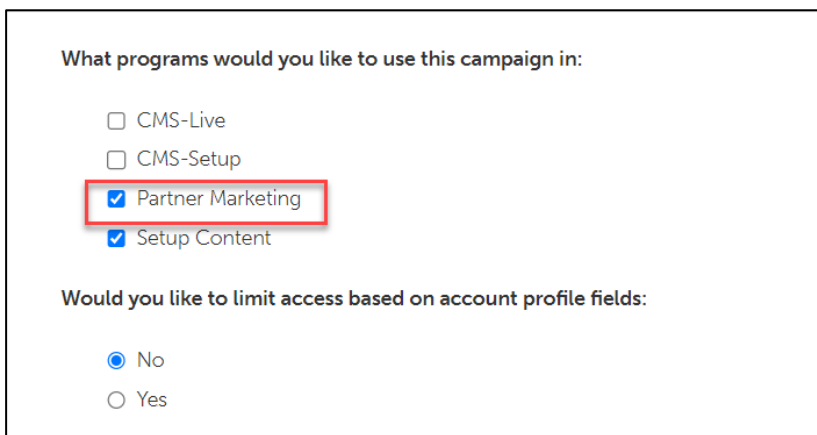 What programs would you like to use this campaign in:
CMS-Live
CMS-Setup
Partner Marketing
Setup Content
Would you like to limit access based on account profile fields:
No
Yes